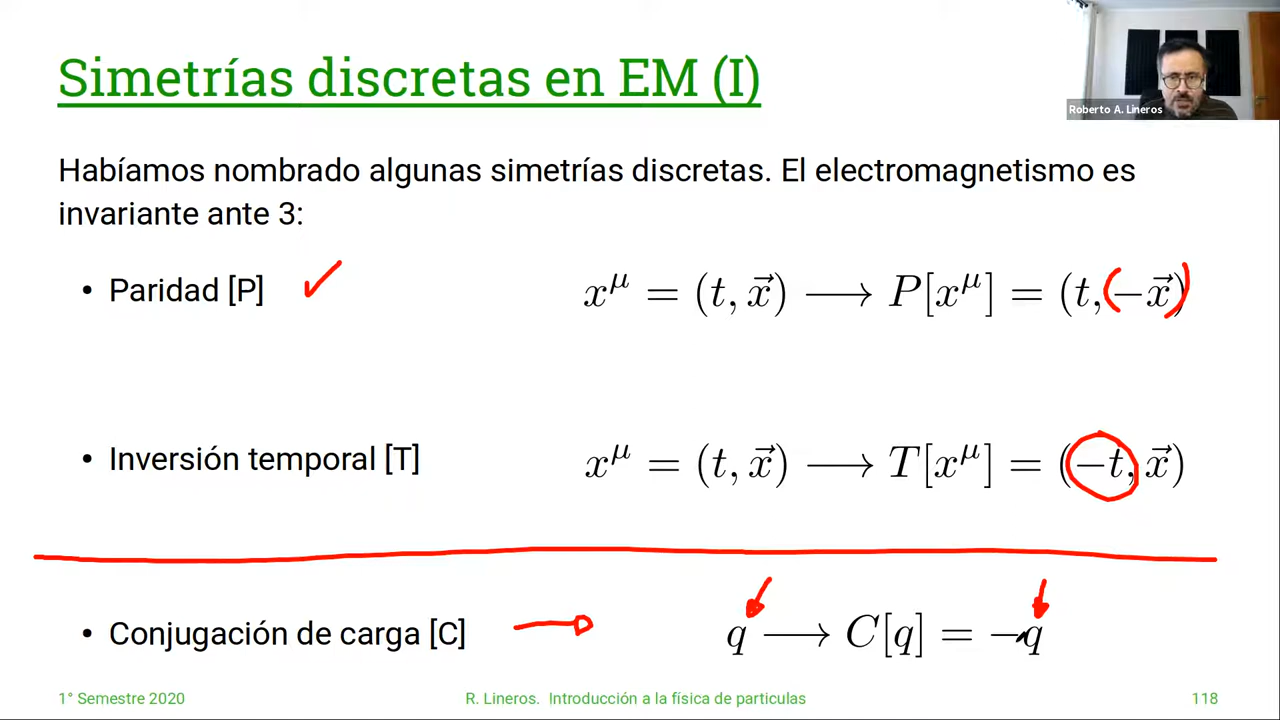 Simetrías discretas en EM (I)
Roberto A. Lineros
Habíamos nombrado algunas simetrías discretas. El electromagnetismo es
invariante ante 3:
• Paridad [P] x^μ = (t, x⃗) ⟶ P[x^μ] = (t, −x⃗)
• Inversión temporal [T] x^μ = (t, x⃗) ⟶ T[x^μ] = (−t, x⃗)
• Conjugación de carga [C] q ⟶ C[q] = −q
1° Semestre 2020 R. Lineros. Introducción a la física de particulas 118